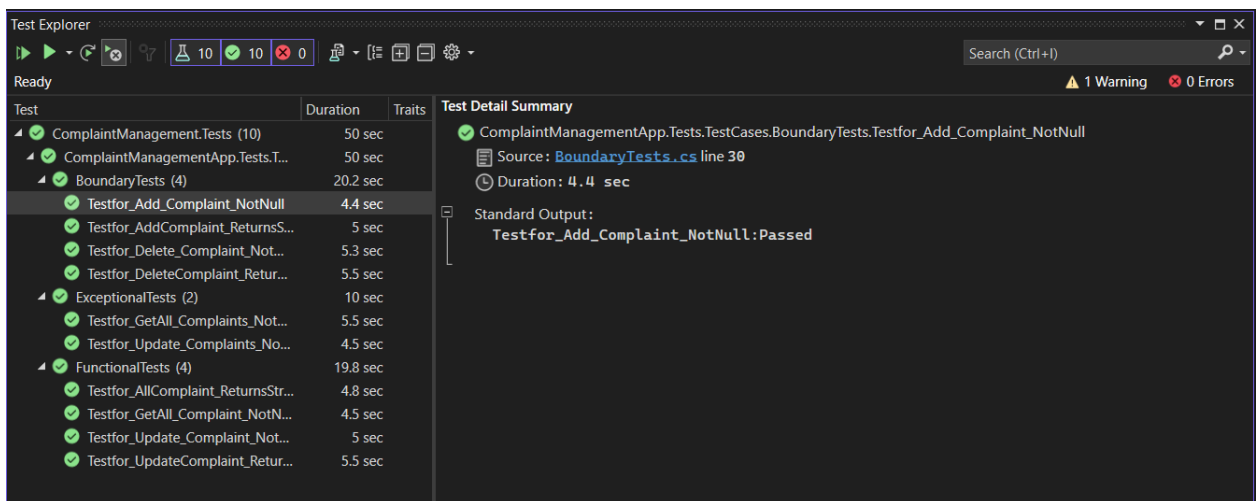 Test Explorer
10 10 0
Search (Ctrl+I)
Ready
1 Warning 0 Errors
Test Duration Traits
ComplaintManagement.Tests (10) 50 sec
ComplaintManagementApp.Tests.T... 50 sec
BoundaryTests (4) 20.2 sec
Testfor_Add_Complaint_NotNull 4.4 sec
Testfor_AddComplaint_ReturnsS... 5 sec
Testfor_Delete_Complaint_Not... 5.3 sec
Testfor_DeleteComplaint_Retur... 5.5 sec
ExceptionalTests (2) 10 sec
Testfor_GetAll_Complaints_Not... 5.5 sec
Testfor_Update_Complaints_No... 4.5 sec
FunctionalTests (4) 19.8 sec
Testfor_AllComplaint_ReturnsStr... 4.8 sec
Testfor_GetAll_Complaint_NotN... 4.5 sec
Testfor_Update_Complaint_Not... 5 sec
Testfor_UpdateComplaint_Retur... 5.5 sec
Test Detail Summary
ComplaintManagementApp.Tests.TestCases.BoundaryTests.Testfor_Add_Complaint_NotNull
Source: BoundaryTests.cs line 30
Duration: 4.4 sec
Standard Output:
Testfor_Add_Complaint_NotNull:Passed